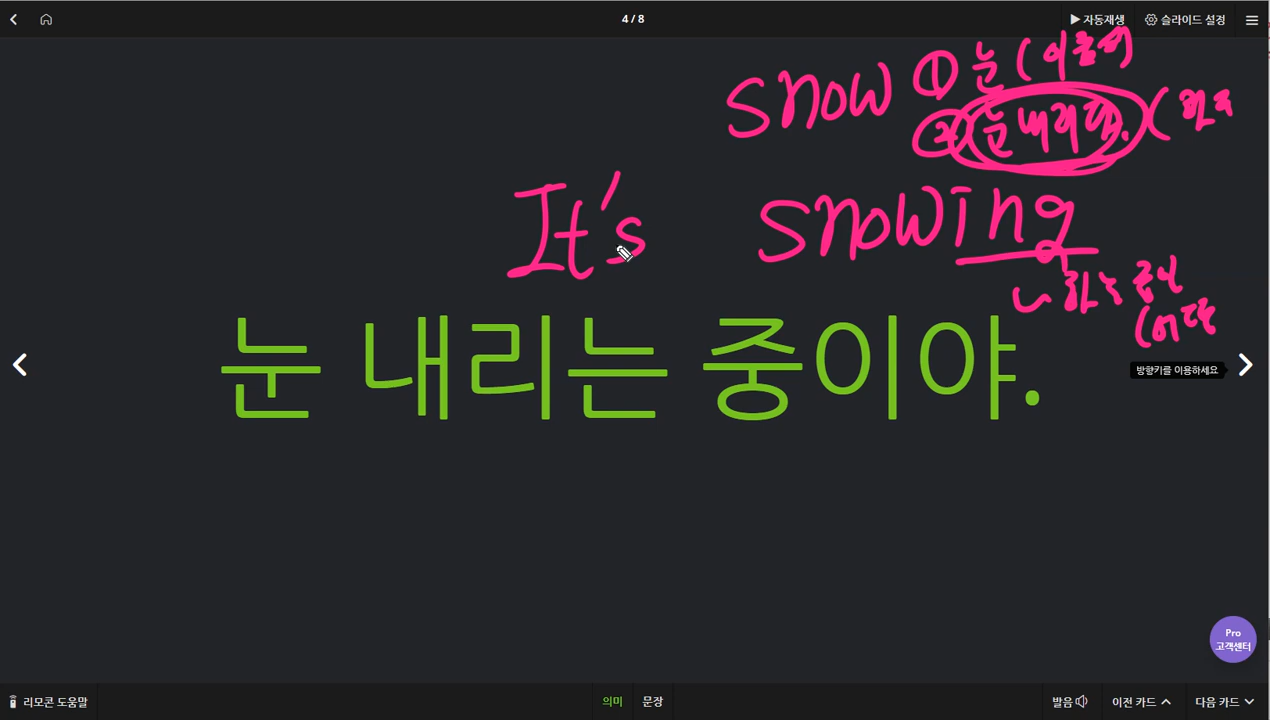 4 / 8
▶ 자동재생
슬라이드 설정
snow ① 눈 (이름씨)
② 눈내리다. (
It's snowing
하는 중인
눈 내리는 중이야.
방향키를 이용하세요
Pro
고객센터
리모콘 도움말
의미
문장
발음
이전 카드
다음 카드